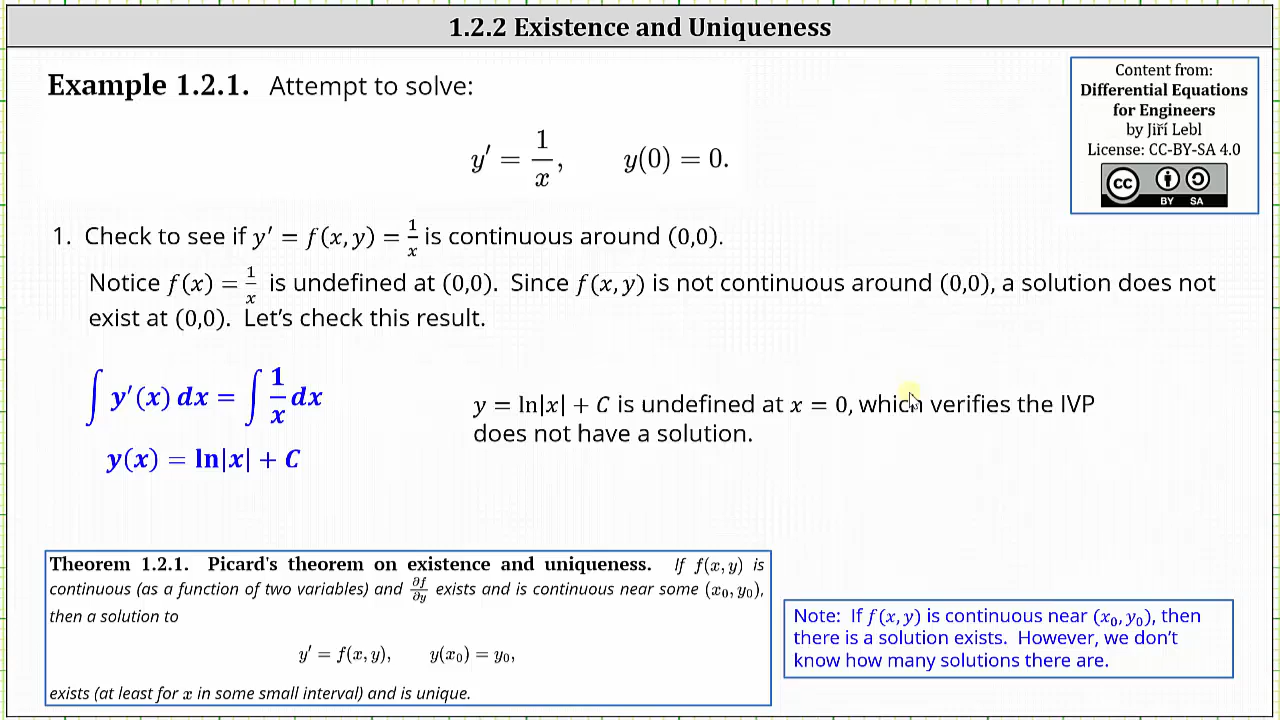 1.2.2 Existence and Uniqueness
Example 1.2.1. Attempt to solve:
y′ = 1/x, y(0) = 0.
Content from:
Differential Equations
for Engineers
by Jiří Lebl
License: CC-BY-SA 4.0
cc BY SA
1. Check to see if y′ = f(x, y) = 1/x is continuous around (0,0).
Notice f(x) = 1/x is undefined at (0,0). Since f(x, y) is not continuous around (0,0), a solution does not
exist at (0,0). Let’s check this result.
∫ y′(x) dx = ∫ 1/x dx
y(x) = ln|x| + C
y = ln|x| + C is undefined at x = 0, which verifies the IVP
does not have a solution.
Theorem 1.2.1. Picard's theorem on existence and uniqueness. If f(x, y) is
continuous (as a function of two variables) and ∂f/∂y exists and is continuous near some (x₀, y₀),
then a solution to
y′ = f(x, y), y(x₀) = y₀,
exists (at least for x in some small interval) and is unique.
Note: If f(x, y) is continuous near (x₀, y₀), then
there is a solution exists. However, we don’t
know how many solutions there are.